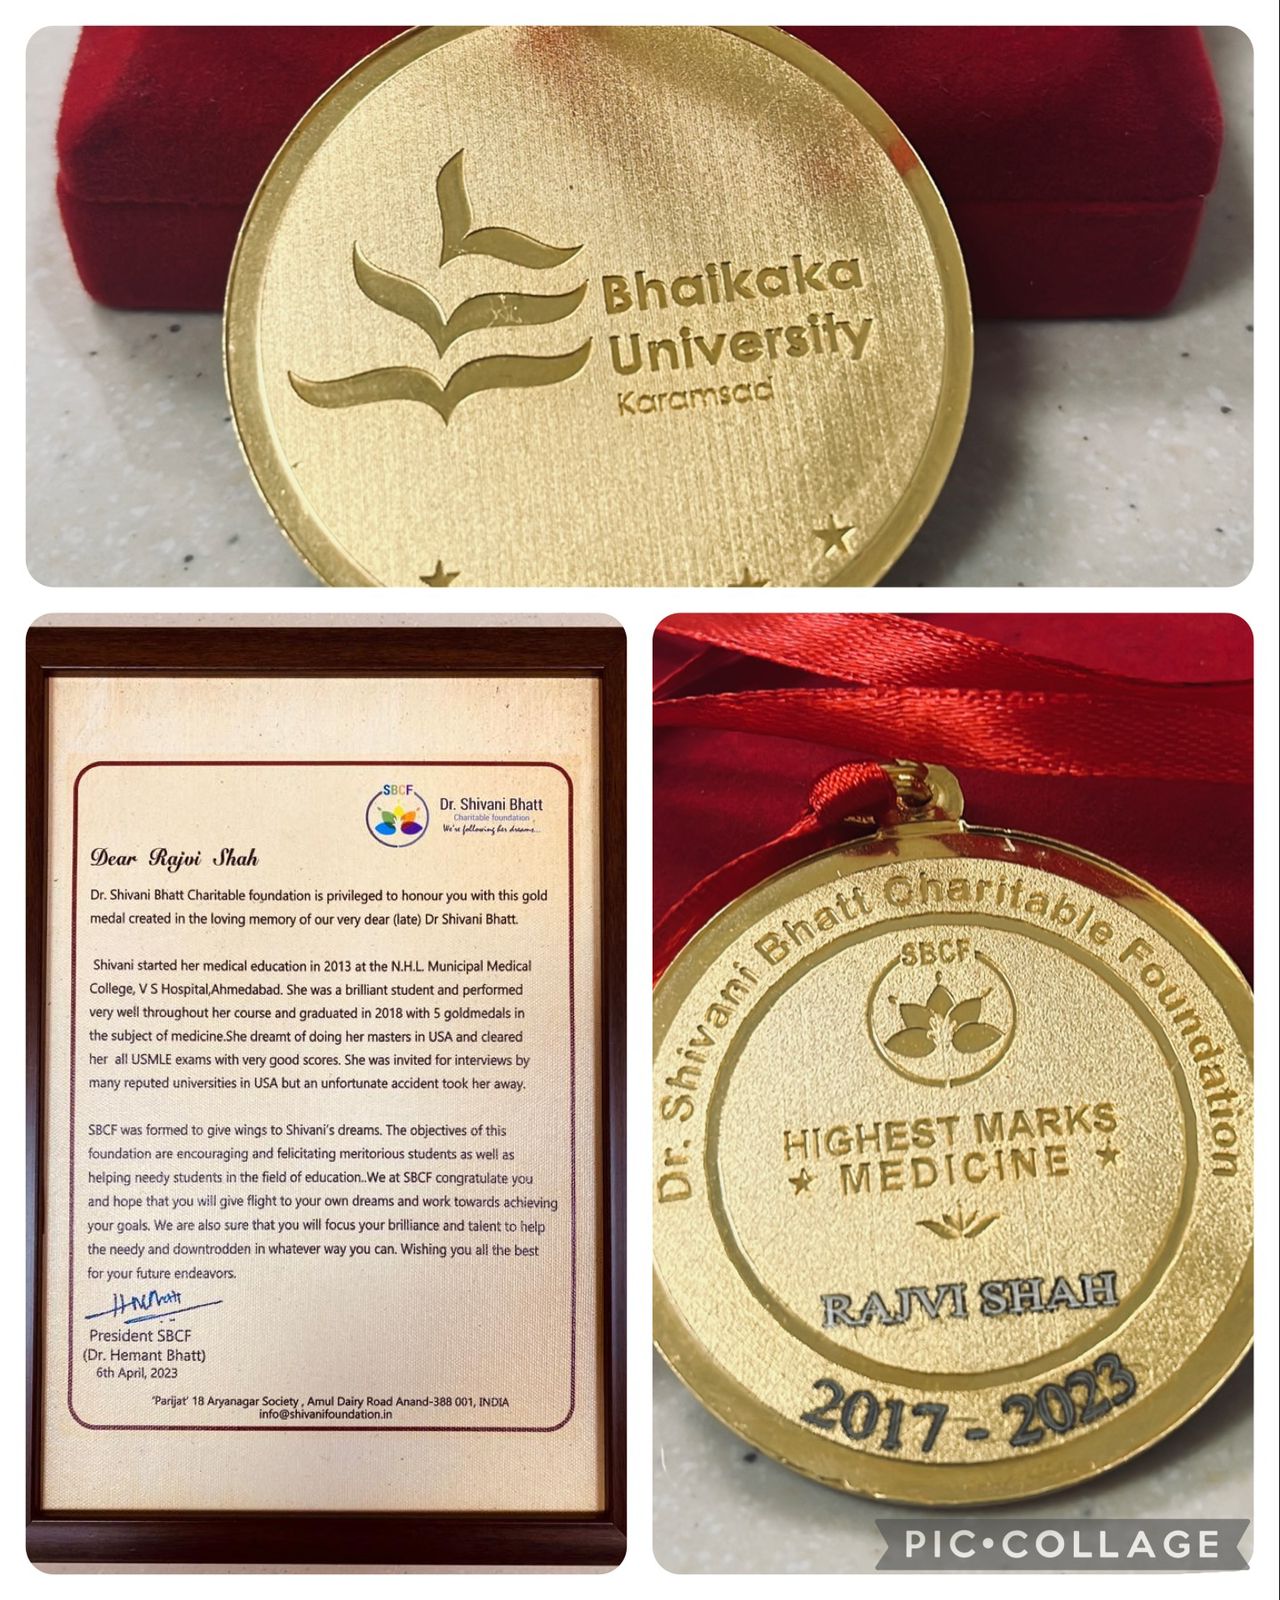 Bhaikaka
University
Karamsad
SBCF
Dr. Shivani Bhatt
Charitable foundation
We're following her dreams...
Dear Rajvi Shah
Dr. Shivani Bhatt Charitable foundation is privileged to honour you with this gold
medal created in the loving memory of our very dear (late) Dr Shivani Bhatt.
Shivani started her medical education in 2013 at the N.H.L. Municipal Medical
College, V S Hospital,Ahmedabad. She was a brilliant student and performed
very well throughout her course and graduated in 2018 with 5 goldmedals in
the subject of medicine.She dreamt of doing her masters in USA and cleared
her all USMLE exams with very good scores. She was invited for interviews by
many reputed universities in USA but an unfortunate accident took her away.
SBCF was formed to give wings to Shivani's dreams. The objectives of this
foundation are encouraging and felicitating meritorious students as well as
helping needy students in the field of education..We at SBCF congratulate you
and hope that you will give flight to your own dreams and work towards achieving
your goals. We are also sure that you will focus your brilliance and talent to help
the needy and downtrodden in whatever way you can. Wishing you all the best
for your future endeavors.
President SBCF
(Dr. Hemant Bhatt)
6th April, 2023
'Parijat' 18 Aryanagar Society , Amul Dairy Road Anand-388 001, INDIA
info@shivanifoundation.in
Dr. Shivani Bhatt Charitable Foundation
SBCF
HIGHEST MARKS
MEDICINE
RAJVI SHAH
2017 - 2023
PIC•COLLAGE